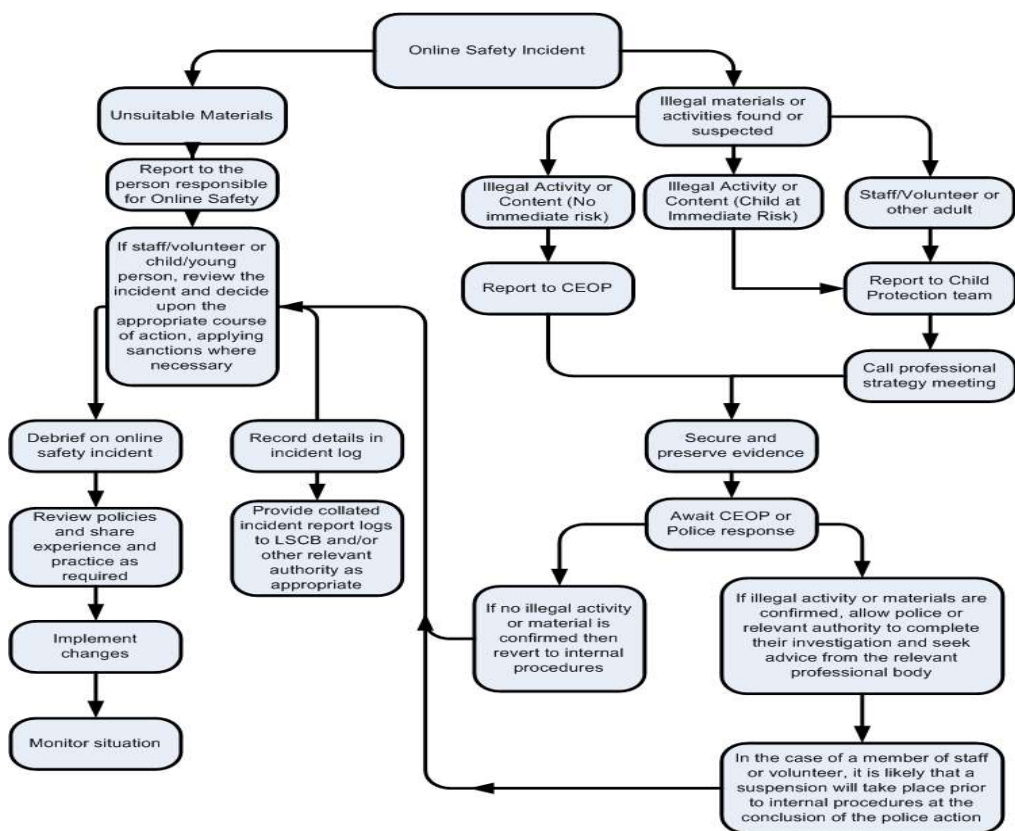 Online Safety Incident
Unsuitable Materials
Illegal materials or
activities found or
suspected
Report to the
person responsible
for Online Safety
Illegal Activity or
Content (No
immediate risk)
Illegal Activity or
Content (Child at
Immediate Risk)
Staff/Volunteer or
other adult
If staff/volunteer or
child/young
person, review the
incident and decide
upon the
appropriate course
of action, applying
sanctions where
necessary
Report to CEOP
Report to Child
Protection team
Call professional
strategy meeting
Debrief on online
safety incident
Record details in
incident log
Secure and
preserve evidence
Review policies
and share
experience and
practice as
required
Provide collated
incident report logs
to LSCB and/or
other relevant
authority as
appropriate
Await CEOP or
Police response
If no illegal activity
or material is
confirmed then
revert to internal
procedures
If illegal activity or materials are
confirmed, allow police or
relevant authority to complete
their investigation and seek
advice from the relevant
professional body
Implement
changes
Monitor situation
In the case of a member of staff
or volunteer, it is likely that a
suspension will take place prior
to internal procedures at the
conclusion of the police action